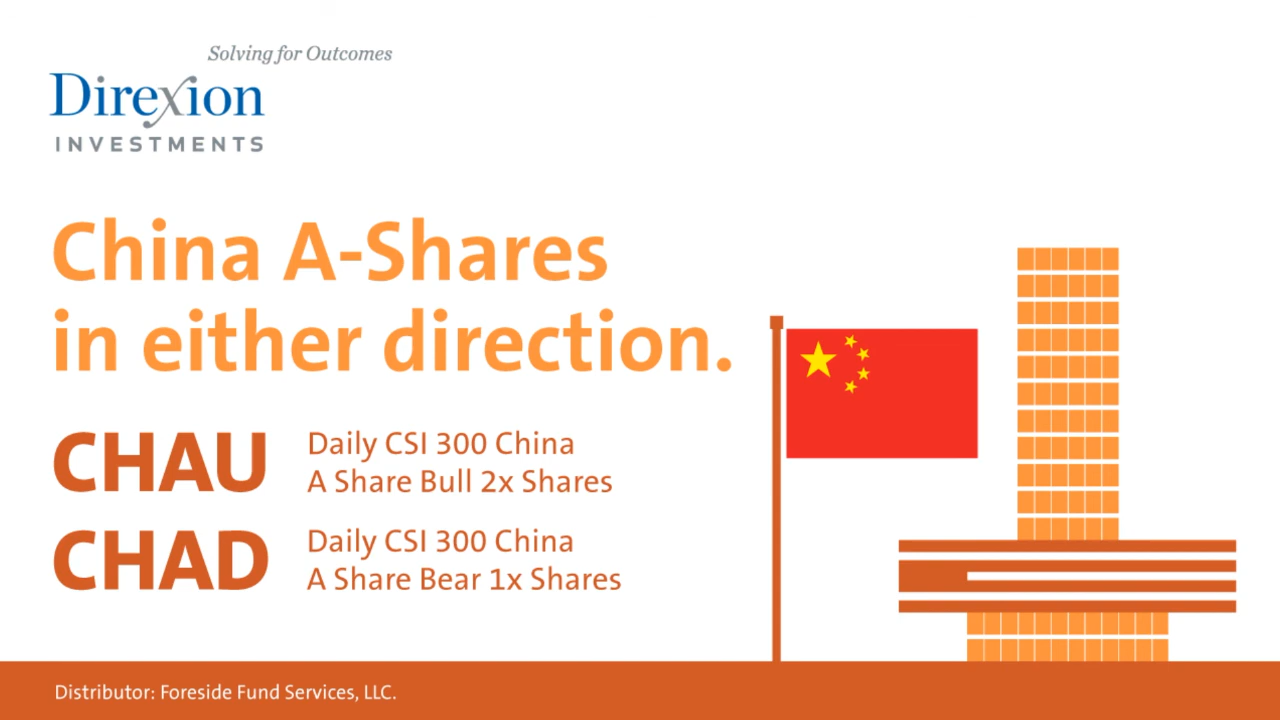 Solving for Outcomes
Direxion
INVESTMENTS
China A-Shares
in either direction.
CHAU
Daily CSI 300 China
A Share Bull 2x Shares
CHAD
Daily CSI 300 China
A Share Bear 1x Shares
Distributor: Foreside Fund Services, LLC.